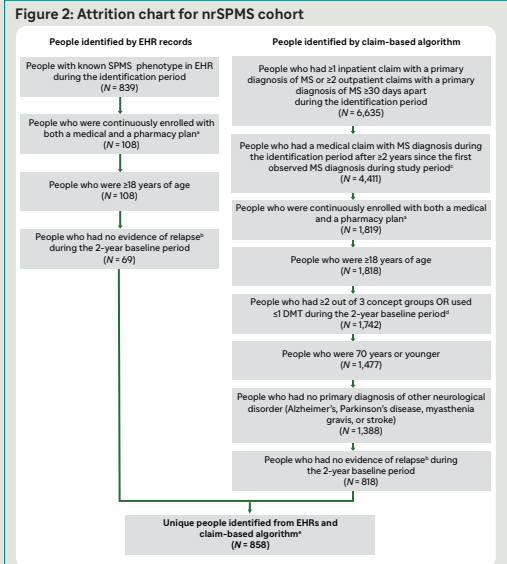 Figure 2: Attrition chart for nrSPMS cohort
People identified by EHR records
People with known SPMS phenotype in EHR
during the identification period
(N = 839)
People who were continuously enrolled with
both a medical and a pharmacy planᵃ
(N = 108)
People who were ≥18 years of age
(N = 108)
People who had no evidence of relapseᵇ
during the 2-year baseline period
(N = 69)
People identified by claim-based algorithm
People who had ≥1 inpatient claim with a primary
diagnosis of MS or ≥2 outpatient claims with a primary
diagnosis of MS ≥30 days apart
during the identification period
(N = 6,635)
People who had a medical claim with MS diagnosis during
the identification period after ≥2 years since the first
observed MS diagnosis during study periodᶜ
(N = 4,411)
People who were continuously enrolled with both a medical
and a pharmacy planᵃ
(N = 1,819)
People who were ≥18 years of age
(N = 1,818)
People who had ≥2 out of 3 concept groups OR used
≤1 DMT during the 2-year baseline periodᵈ
(N = 1,742)
People who were 70 years or younger
(N = 1,477)
People who had no primary diagnosis of other neurological
disorder (Alzheimer's, Parkinson's disease, myasthenia
gravis, or stroke)
(N = 1,388)
People who had no evidence of relapseᵇ during
the 2-year baseline period
(N = 818)
Unique people identified from EHRs and
claim-based algorithmᵉ
(N = 858)